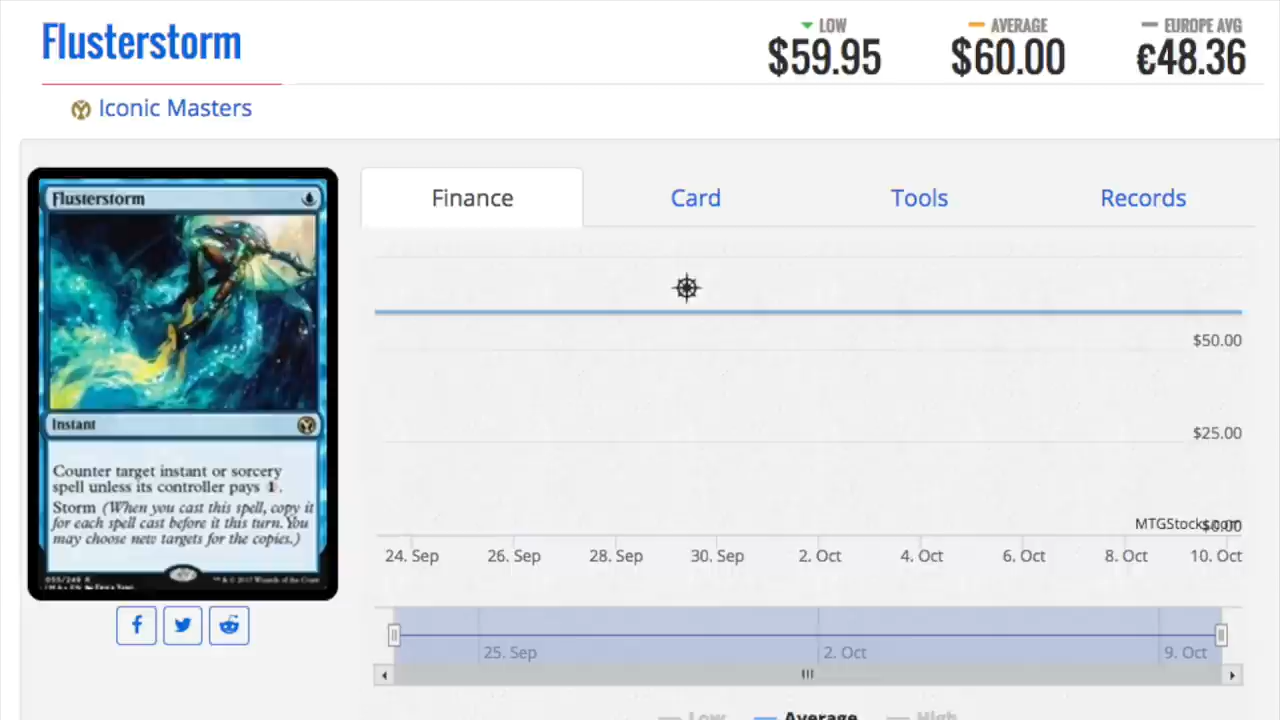 Flusterstorm
LOW
$59.95
AVERAGE
$60.00
EUROPE AVG
€48.36
Iconic Masters
Flusterstorm
Instant
Counter target instant or sorcery
spell unless its controller pays 1.
Storm (When you cast this spell, copy it
for each spell cast before it this turn. You
may choose new targets for the copies.)
Finance
Card
Tools
Records
$50.00
$25.00
$0.00
MTGStocks.com
24. Sep
26. Sep
28. Sep
30. Sep
2. Oct
4. Oct
6. Oct
8. Oct
10. Oct
25. Sep
2. Oct
9. Oct
Low
Average
High